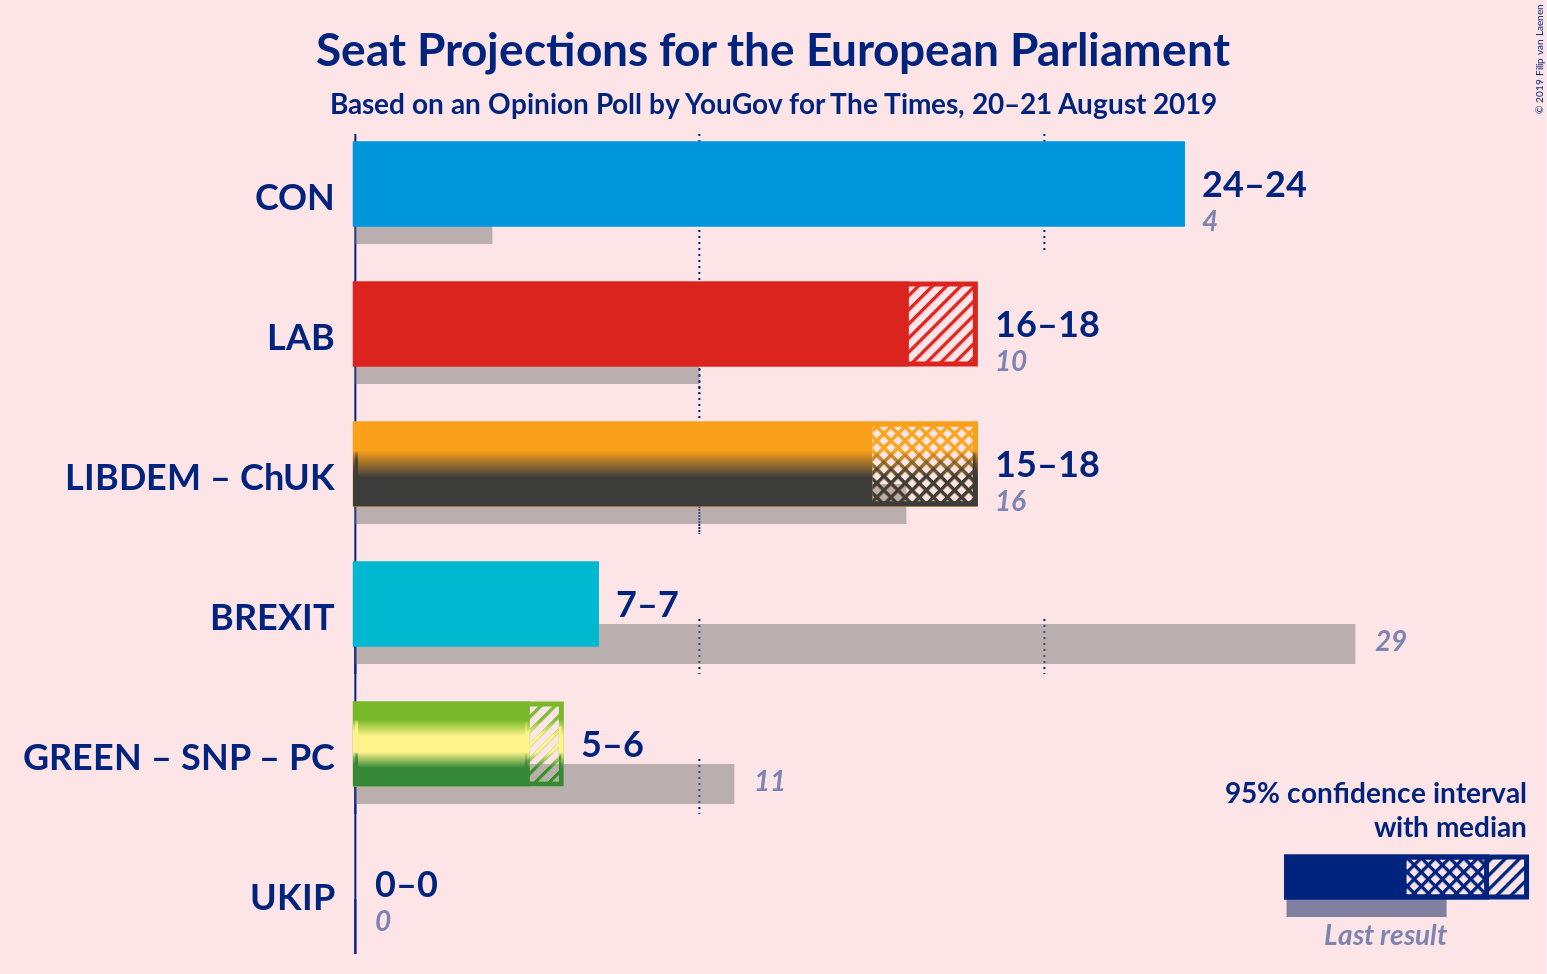 Seat Projections for the European Parliament
Based on an Opinion Poll by YouGov for The Times, 20–21 August 2019
© 2019 Filip van Laenen
CON
24–24
4
LAB
16–18
10
LIBDEM – ChUK
15–18
16
BREXIT
7–7
29
GREEN – SNP – PC
5–6
11
UKIP
0–0
0
95% confidence interval
with median
Last result